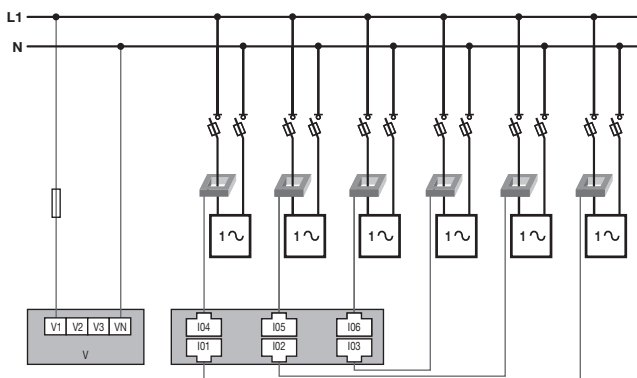 L1
N
1∿ 1∿ 1∿ 1∿ 1∿ 1∿
V1 V2 V3 VN
V
I04 I05 I06
I01 I02 I03